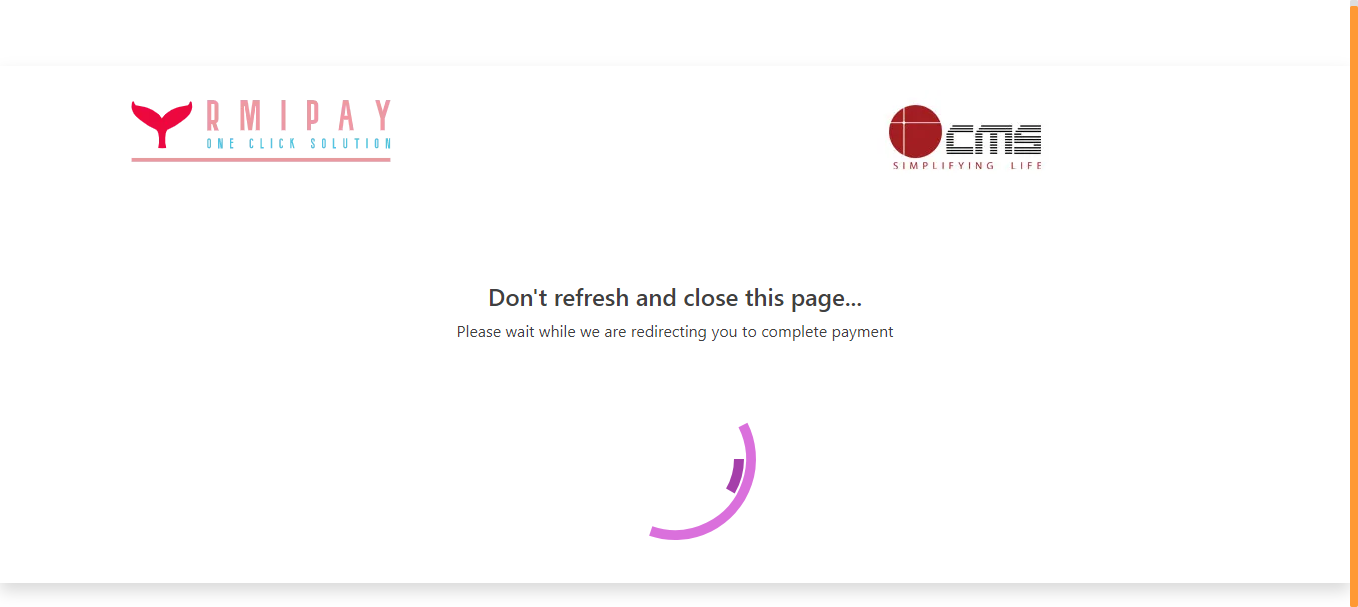 RMIPAY
ONE CLICK SOLUTION
CMS
SIMPLIFYING LIFE
Don't refresh and close this page...
Please wait while we are redirecting you to complete payment